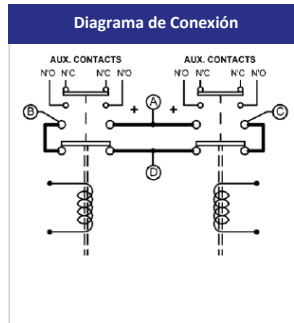 Diagrama de Conexión
AUX. CONTACTS AUX. CONTACTS
N'O N'C N'C N'O N'O N'C N'C N'O
B + A + C
D